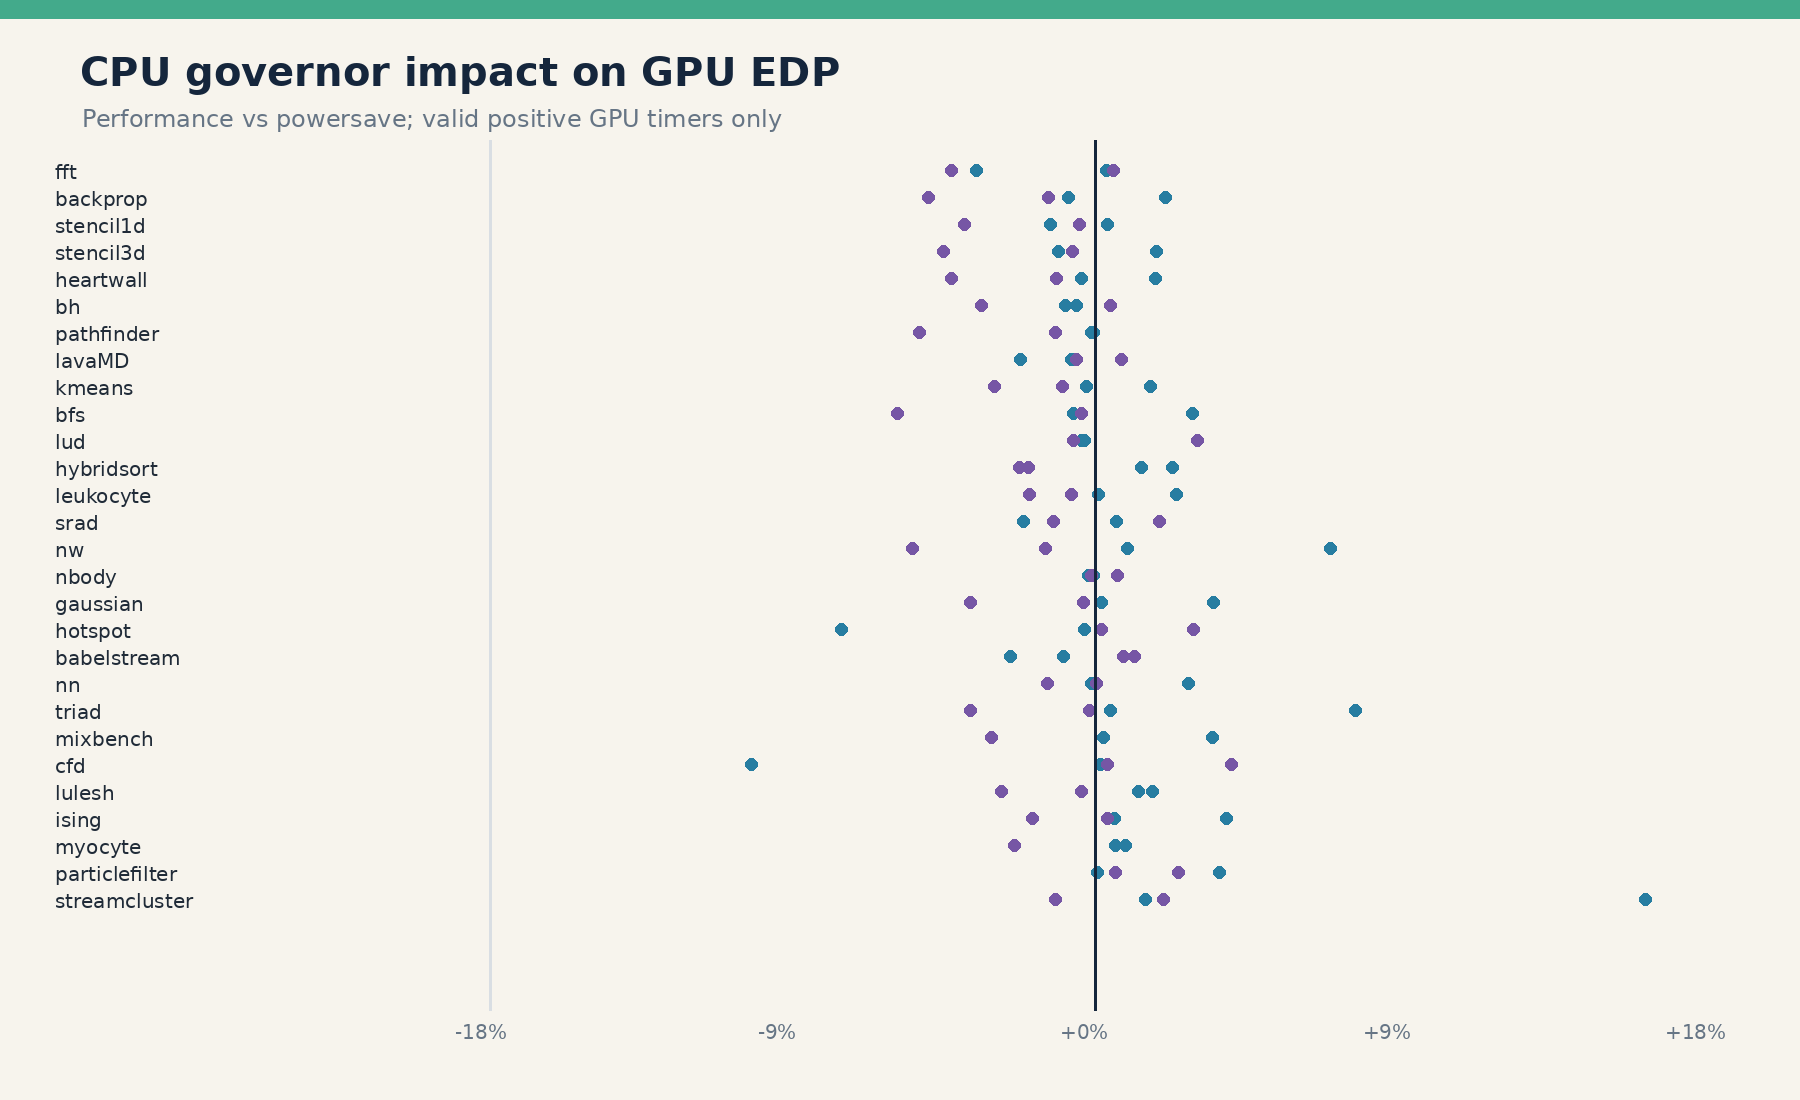 CPU governor impact on GPU EDP
Performance vs powersave; valid positive GPU timers only
fft
backprop
stencil1d
stencil3d
heartwall
bh
pathfinder
lavaMD
kmeans
bfs
lud
hybridsort
leukocyte
srad
nw
nbody
gaussian
hotspot
babelstream
nn
triad
mixbench
cfd
lulesh
ising
myocyte
particlefilter
streamcluster
-18% -9% +0% +9% +18%